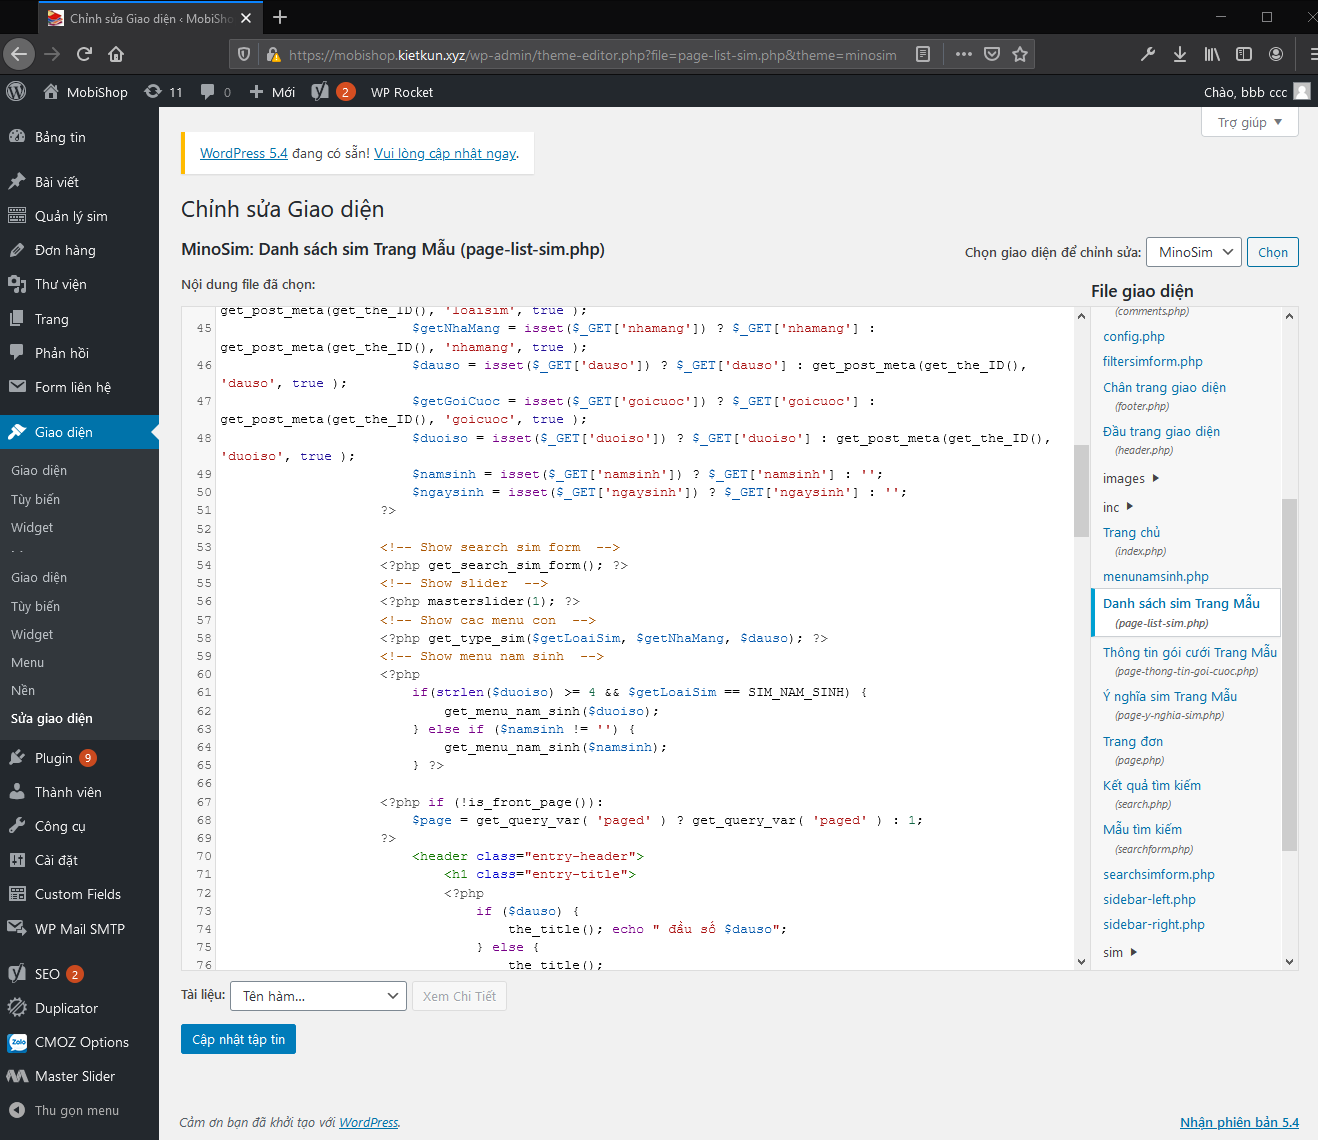 Chỉnh sửa Giao diện ‹ MobiSho
https://mobishop.kietkun.xyz/wp-admin/theme-editor.php?file=page-list-sim.php&theme=minosim
MobiShop 11 0 Mới 2 WP Rocket Chào, bbb ccc
Trợ giúp
WordPress 5.4 đang có sẵn! Vui lòng cập nhật ngay.
Chỉnh sửa Giao diện
MinoSim: Danh sách sim Trang Mẫu (page-list-sim.php)
Chọn giao diện để chỉnh sửa: MinoSim Chọn
Nội dung file đã chọn:
Bảng tin
Bài viết
Quản lý sim
Đơn hàng
Thư viện
Trang
Phản hồi
Form liên hệ
Giao diện
Giao diện
Tùy biến
Widget
Giao diện
Tùy biến
Widget
Menu
Nền
Sửa giao diện
Plugin 9
Thành viên
Công cụ
Cài đặt
Custom Fields
WP Mail SMTP
SEO 2
Duplicator
Zalo CMOZ Options
Master Slider
Thu gọn menu
get_post_meta(get_the_ID(), 'loaisim', true );
45 $getNhaMang = isset($_GET['nhamang']) ? $_GET['nhamang'] :
get_post_meta(get_the_ID(), 'nhamang', true );
46 $dauso = isset($_GET['dauso']) ? $_GET['dauso'] : get_post_meta(get_the_ID(),
'dauso', true );
47 $getGoiCuoc = isset($_GET['goicuoc']) ? $_GET['goicuoc'] :
get_post_meta(get_the_ID(), 'goicuoc', true );
48 $duoiso = isset($_GET['duoiso']) ? $_GET['duoiso'] : get_post_meta(get_the_ID(),
'duoiso', true );
49 $namsinh = isset($_GET['namsinh']) ? $_GET['namsinh'] : '';
50 $ngaysinh = isset($_GET['ngaysinh']) ? $_GET['ngaysinh'] : '';
51 ?>
52
53 <!-- Show search sim form  -->
54 <?php get_search_sim_form(); ?>
55 <!-- Show slider  -->
56 <?php masterslider(1); ?>
57 <!-- Show cac menu con  -->
58 <?php get_type_sim($getLoaiSim, $getNhaMang, $dauso); ?>
59 <!-- Show menu nam sinh  -->
60 <?php
61 if(strlen($duoiso) >= 4 && $getLoaiSim == SIM_NAM_SINH) {
62 get_menu_nam_sinh($duoiso);
63 } else if ($namsinh != '') {
64 get_menu_nam_sinh($namsinh);
65 } ?>
66
67 <?php if (!is_front_page()):
68 $page = get_query_var( 'paged' ) ? get_query_var( 'paged' ) : 1;
69 ?>
70 <header class="entry-header">
71 <h1 class="entry-title">
72 <?php
73 if ($dauso) {
74 the_title(); echo " đầu số $dauso";
75 } else {
76 the_title();
File giao diện
(comments.php)
config.php
filtersimform.php
Chân trang giao diện
(footer.php)
Đầu trang giao diện
(header.php)
images
inc
Trang chủ
(index.php)
menunamsinh.php
Danh sách sim Trang Mẫu
(page-list-sim.php)
Thông tin gói cưới Trang Mẫu
(page-thong-tin-goi-cuoc.php)
Ý nghĩa sim Trang Mẫu
(page-y-nghia-sim.php)
Trang đơn
(page.php)
Kết quả tìm kiếm
(search.php)
Mẫu tìm kiếm
(searchform.php)
searchsimform.php
sidebar-left.php
sidebar-right.php
sim
Tài liệu: Tên hàm... Xem Chi Tiết
Cập nhật tập tin
Cảm ơn bạn đã khởi tạo với WordPress.
Nhận phiên bản 5.4